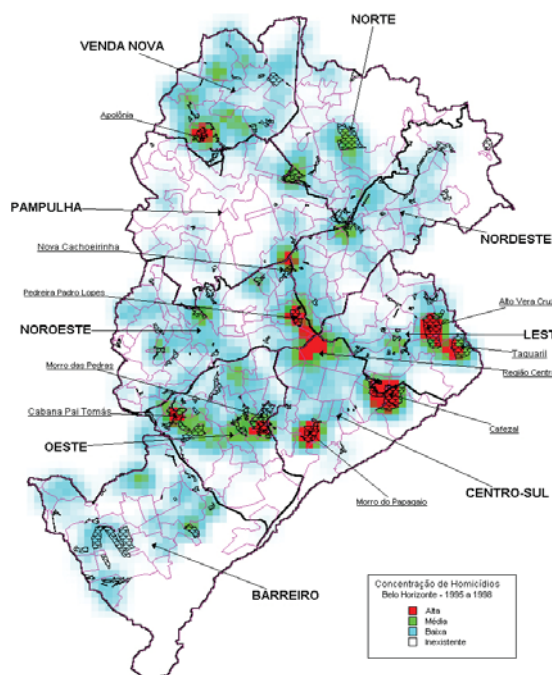 NORTE
VENDA NOVA
Apolônia
PAMPULHA
NORDESTE
Nova Cachoeirinha
Alto Vera Cruz
Pedreira Padro Lopes
NOROESTE
LEST
Taquaril
Morro das Pedras
Região Centr
Cabana Pai Tomás
Cafezal
OESTE
CENTRO-SUL
Morro do Papagaio
BARREIRO
Concentração de Homicídios
Belo Horizonte - 1995 a 1998
Alta
Média
Baixa
Inexistente